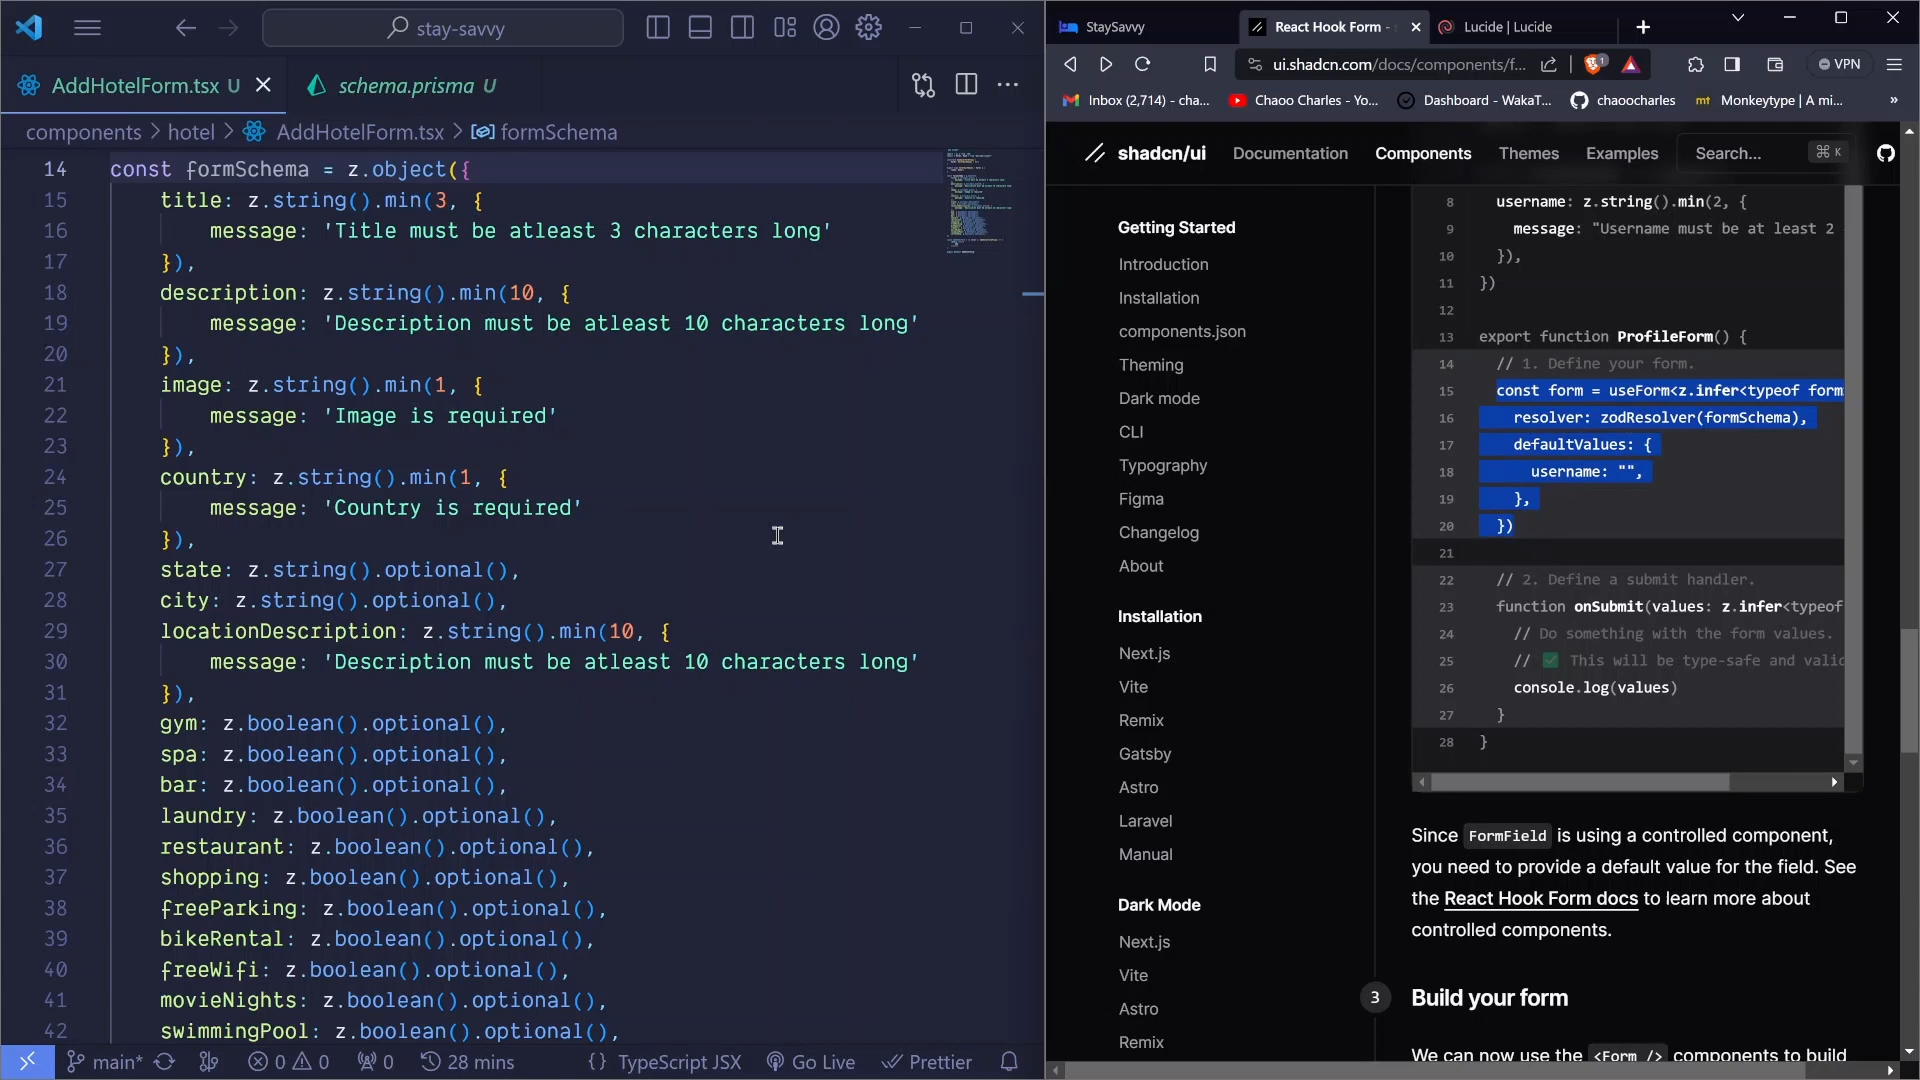 stay-savvy
AddHotelForm.tsx U
schema.prisma U
components > hotel > AddHotelForm.tsx > formSchema
14 const formSchema = z.object({
15 title: z.string().min(3, {
16 message: 'Title must be atleast 3 characters long'
17 }),
18 description: z.string().min(10, {
19 message: 'Description must be atleast 10 characters long'
20 }),
21 image: z.string().min(1, {
22 message: 'Image is required'
23 }),
24 country: z.string().min(1, {
25 message: 'Country is required'
26 }),
27 state: z.string().optional(),
28 city: z.string().optional(),
29 locationDescription: z.string().min(10, {
30 message: 'Description must be atleast 10 characters long'
31 }),
32 gym: z.boolean().optional(),
33 spa: z.boolean().optional(),
34 bar: z.boolean().optional(),
35 laundry: z.boolean().optional(),
36 restaurant: z.boolean().optional(),
37 shopping: z.boolean().optional(),
38 freeParking: z.boolean().optional(),
39 bikeRental: z.boolean().optional(),
40 freeWifi: z.boolean().optional(),
41 movieNights: z.boolean().optional(),
42 swimmingPool: z.boolean().optional(),
main* 0 0 0 28 mins {} TypeScript JSX Go Live Prettier
StaySavvy
React Hook Form -
Lucide | Lucide
ui.shadcn.com/docs/components/f...
1
VPN
Inbox (2,714) - cha...
Chaoo Charles - Yo...
Dashboard - WakaT...
chaoocharles
mt Monkeytype | A mi...
»
shadcn/ui Documentation Components Themes Examples Search... ⌘ K
Getting Started
Introduction
Installation
components.json
Theming
Dark mode
CLI
Typography
Figma
Changelog
About
Installation
Next.js
Vite
Remix
Gatsby
Astro
Laravel
Manual
Dark Mode
Next.js
Vite
Astro
Remix
8 username: z.string().min(2, {
9 message: "Username must be at least 2
10 }),
11 })
12
13 export function ProfileForm() {
14 // 1. Define your form.
15 const form = useForm<z.infer<typeof form
16 resolver: zodResolver(formSchema),
17 defaultValues: {
18 username: "",
19 },
20 })
21
22 // 2. Define a submit handler.
23 function onSubmit(values: z.infer<typeof
24 // Do something with the form values.
25 // ✅ This will be type-safe and valid
26 console.log(values)
27 }
28 }
Since FormField is using a controlled component,
you need to provide a default value for the field. See
the React Hook Form docs to learn more about
controlled components.
3 Build your form
We can now use the <Form /> components to build